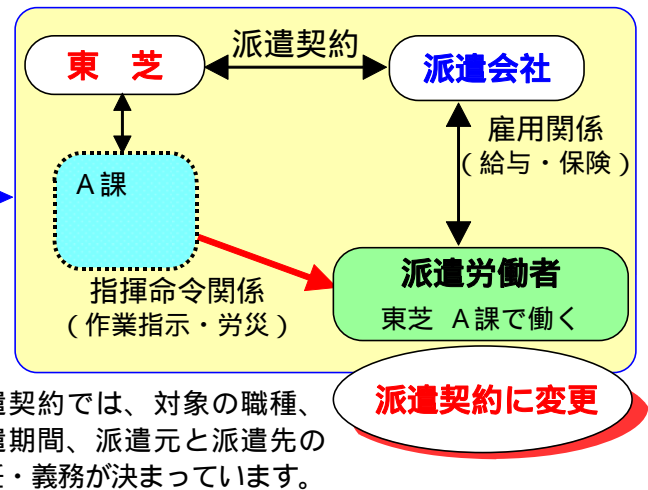 東 芝
派遣契約
派遣会社
雇用関係
（給与・保険）
A課
指揮命令関係
（作業指示・労災）
派遣労働者
東芝 A課で働く
派遣契約に変更
遣契約では、対象の職種、
遣期間、派遣元と派遣先の
任・義務が決まっています。